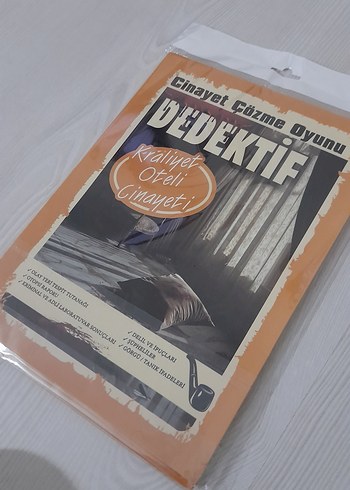 Cinayet Çözme Oyunu
DEDEKTİF
Kraliyet
Oteli
Cinayeti
✓ OLAY YERİ TESPİT TUTANAĞI
✓ OTOPSİ RAPORU
✓ KRİMİNAL VE ADLİ LABORATUVAR SONUÇLARI
✓ DELİL VE İPUÇLARI
✓ ŞÜPHELİLER
✓ GÖRGÜ / TANIK İFADELERİ